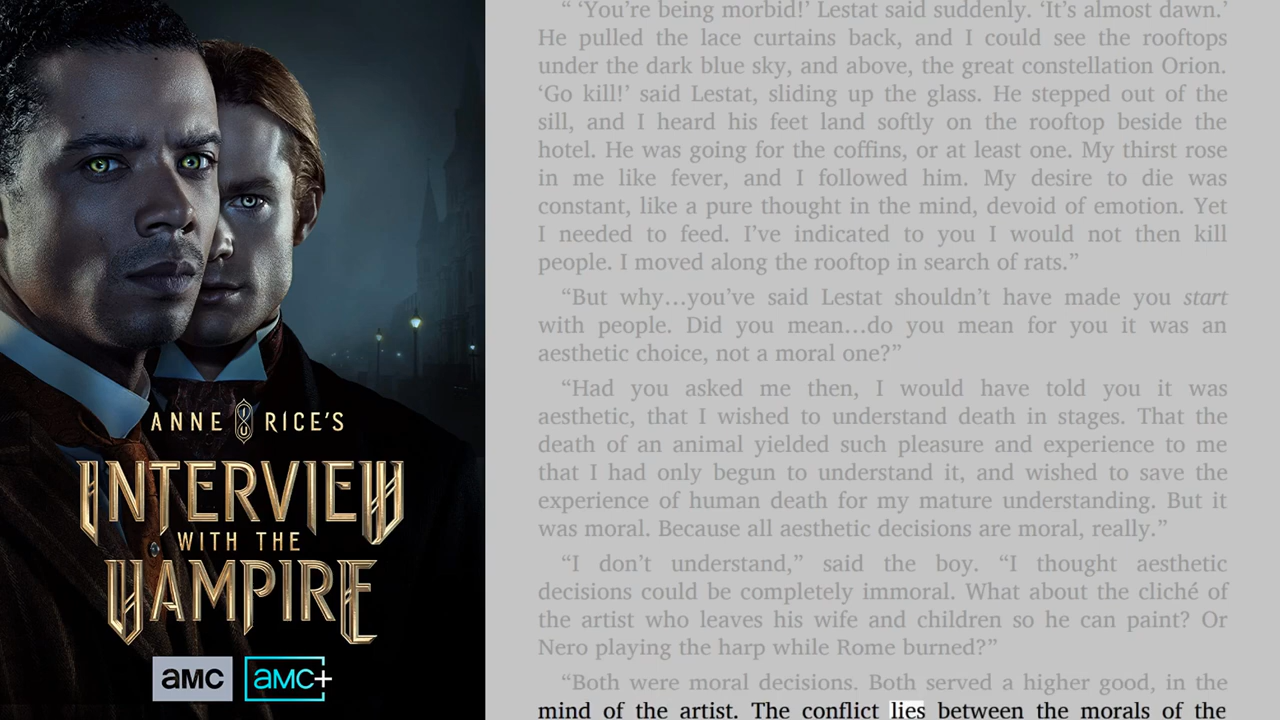 ANNE RICE'S
INTERVIEW
WITH THE
VAMPIRE
amc
amc+
“ ‘You’re being morbid!’ Lestat said suddenly. ‘It’s almost dawn.’
He pulled the lace curtains back, and I could see the rooftops
under the dark blue sky, and above, the great constellation Orion.
‘Go kill!’ said Lestat, sliding up the glass. He stepped out of the
sill, and I heard his feet land softly on the rooftop beside the
hotel. He was going for the coffins, or at least one. My thirst rose
in me like fever, and I followed him. My desire to die was
constant, like a pure thought in the mind, devoid of emotion. Yet
I needed to feed. I’ve indicated to you I would not then kill
people. I moved along the rooftop in search of rats.”
“But why…you’ve said Lestat shouldn’t have made you start
with people. Did you mean…do you mean for you it was an
aesthetic choice, not a moral one?”
“Had you asked me then, I would have told you it was
aesthetic, that I wished to understand death in stages. That the
death of an animal yielded such pleasure and experience to me
that I had only begun to understand it, and wished to save the
experience of human death for my mature understanding. But it
was moral. Because all aesthetic decisions are moral, really.”
“I don’t understand,” said the boy. “I thought aesthetic
decisions could be completely immoral. What about the cliché of
the artist who leaves his wife and children so he can paint? Or
Nero playing the harp while Rome burned?”
“Both were moral decisions. Both served a higher good, in the
mind of the artist. The conflict lies between the morals of the